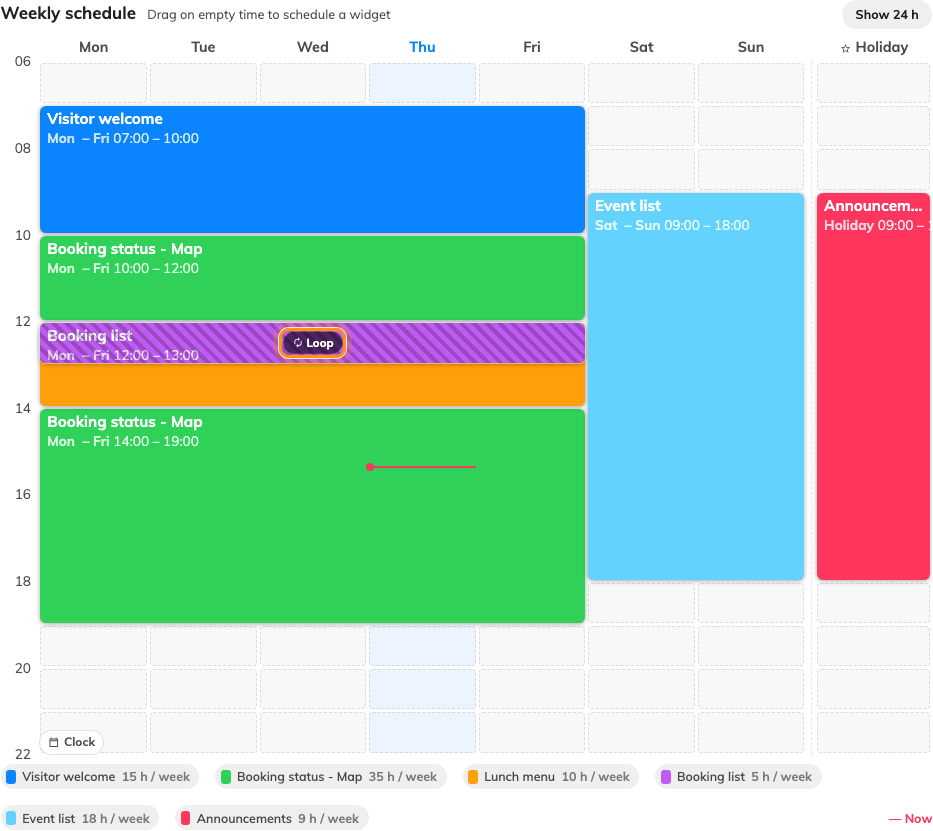 Weekly schedule Drag on empty time to schedule a widget Show 24 h
Mon Tue Wed Thu Fri Sat Sun Holiday
06
Visitor welcome
Mon – Fri 07:00 – 10:00
08
Event list Announcem...
Sat – Sun 09:00 – 18:00 Holiday 09:00 –
10
Booking status - Map
Mon – Fri 10:00 – 12:00
12
Booking list
Loop
Mon – Fri 12:00 – 13:00
14
Booking status - Map
Mon – Fri 14:00 – 19:00
16
18
20
Clock
22
Visitor welcome 15 h / week Booking status - Map 35 h / week Lunch menu 10 h / week Booking list 5 h / week
Event list 18 h / week Announcements 9 h / week — Now